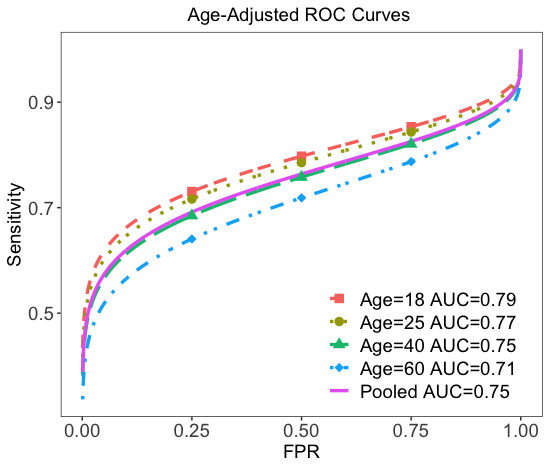 Age-Adjusted ROC Curves
Sensitivity
0.9
0.7
0.5
Age=18 AUC=0.79
Age=25 AUC=0.77
Age=40 AUC=0.75
Age=60 AUC=0.71
Pooled AUC=0.75
0.00 0.25 0.50 0.75 1.00
FPR